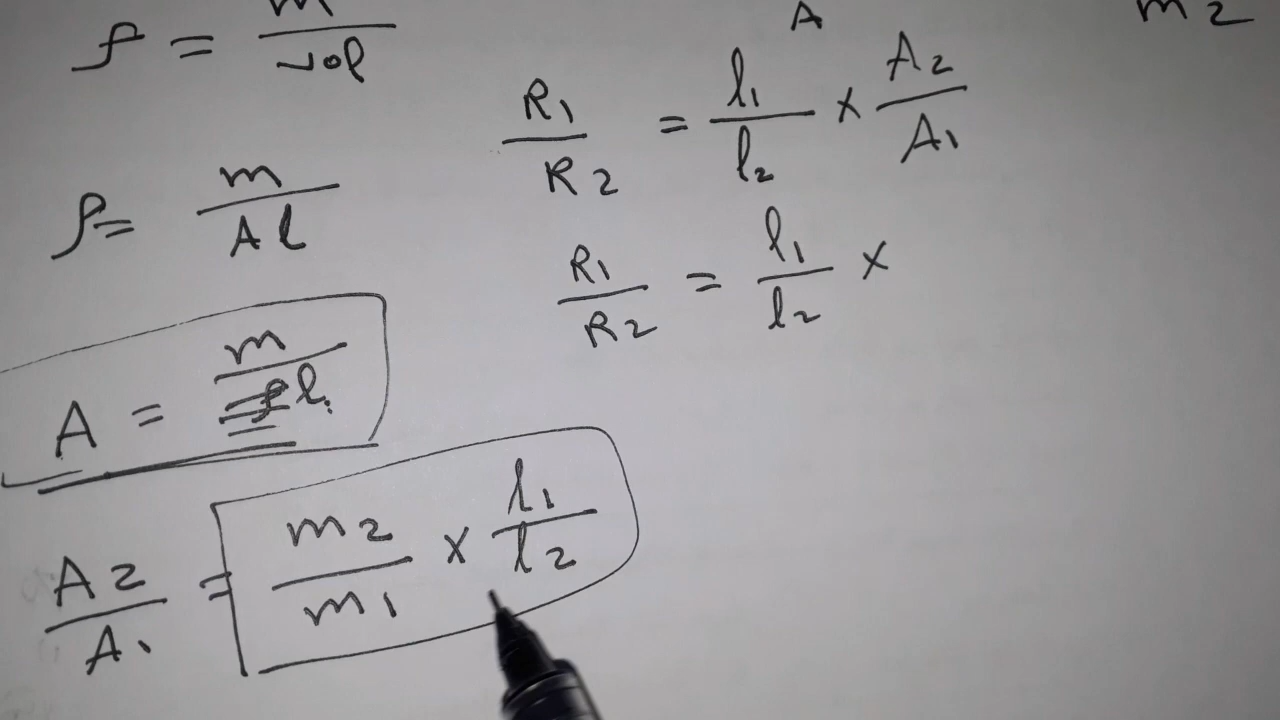 ρ = m / vol
ρ = m / Al
A = m / ρl
A2 / A1 = m2 / m1 × l1 / l2
A
R1 / R2 = l1 / l2 × A2 / A1
R1 / R2 = l1 / l2 ×
m2